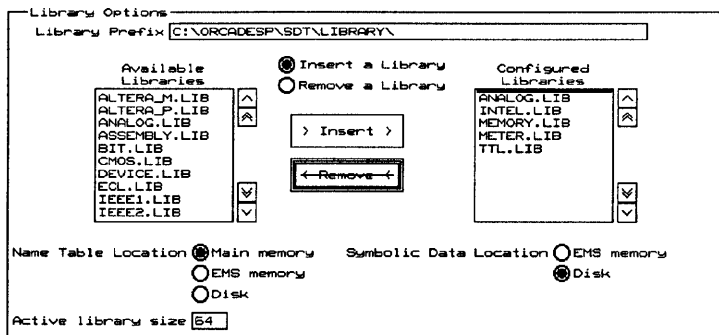 Library Options
Library Prefix C:\ORCADESP\SDT\LIBRARY\
Available Libraries
Insert a Library
Remove a Library
Configured Libraries
ALTERA_M.LIB
ALTERA_P.LIB
ANALOG.LIB
ASSEMBLY.LIB
BIT.LIB
CMOS.LIB
DEVICE.LIB
ECL.LIB
IEEE1.LIB
IEEE2.LIB
> Insert >
<-Remove-<
ANALOG.LIB
INTEL.LIB
MEMORY.LIB
METER.LIB
TTL.LIB
Name Table Location Main memory
EMS memory
Disk
Symbolic Data Location EMS memory
Disk
Active library size 64